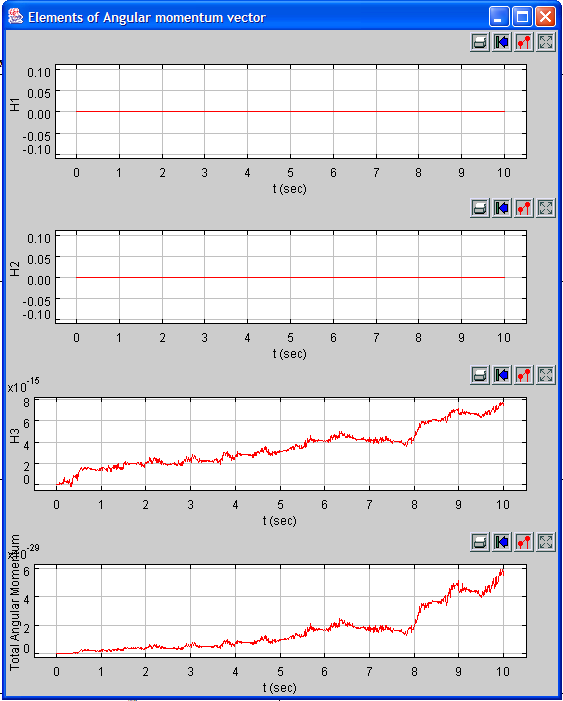 Elements of Angular momentum vector
H1
0.10
0.05
0.00
-0.05
-0.10
0 1 2 3 4 5 6 7 8 9 10
t (sec)
H2
0.10
0.05
0.00
-0.05
-0.10
0 1 2 3 4 5 6 7 8 9 10
t (sec)
x10-15
H3
8
6
4
2
0
0 1 2 3 4 5 6 7 8 9 10
t (sec)
x10-29
Total Angular Momentum
6
4
2
0
0 1 2 3 4 5 6 7 8 9 10
t (sec)